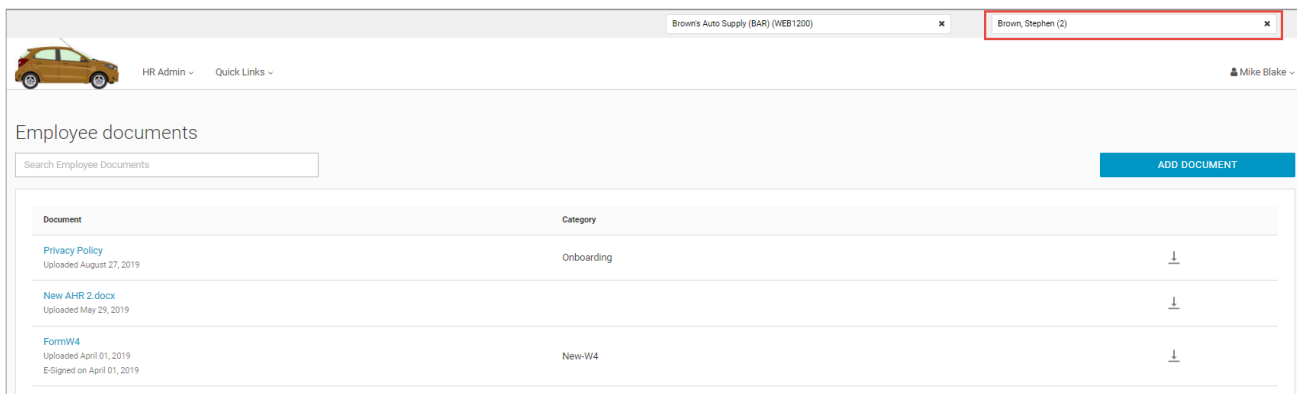 Brown's Auto Supply (BAR) (WEB1200) ✖ Brown, Stephen (2) ✖
HR Admin Quick Links Mike Blake
Employee documents
Search Employee Documents ADD DOCUMENT
Document Category
Privacy Policy
Uploaded August 27, 2019
Onboarding
New AHR 2.docx
Uploaded May 29, 2019
FormW4
Uploaded April 01, 2019
E-Signed on April 01, 2019
New-W4